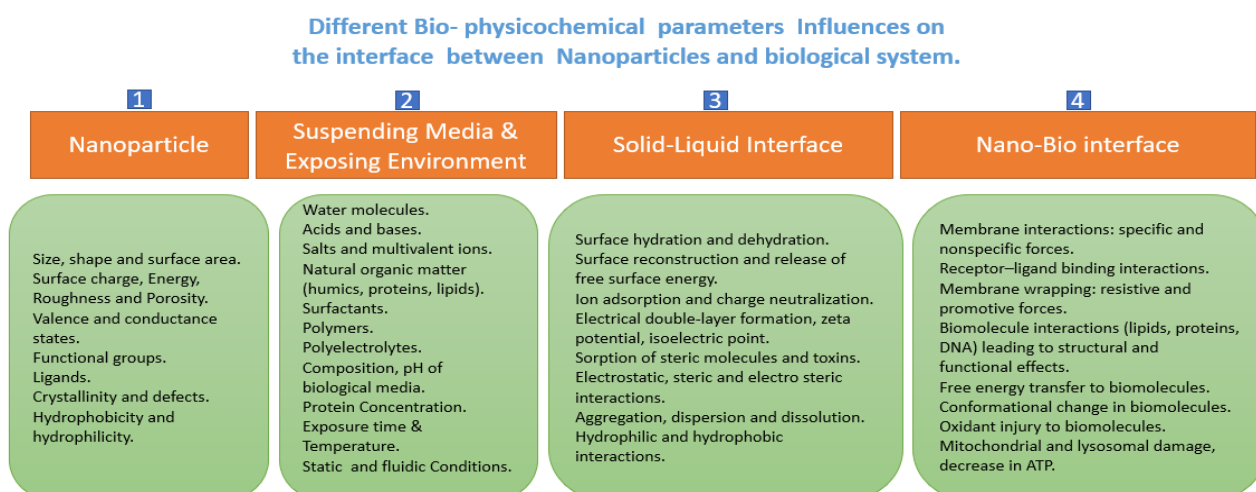 Different Bio- physicochemical parameters Influences on
the interface between Nanoparticles and biological system.
1
Nanoparticle
Size, shape and surface area.
Surface charge, Energy,
Roughness and Porosity.
Valence and conductance
states.
Functional groups.
Ligands.
Crystallinity and defects.
Hydrophobicity and
hydrophilicity.
2
Suspending Media &
Exposing Environment
Water molecules.
Acids and bases.
Salts and multivalent ions.
Natural organic matter
(humics, proteins, lipids).
Surfactants.
Polymers.
Polyelectrolytes.
Composition, pH of
biological media.
Protein Concentration.
Exposure time &
Temperature.
Static and fluidic Conditions.
3
Solid-Liquid Interface
Surface hydration and dehydration.
Surface reconstruction and release of
free surface energy.
Ion adsorption and charge neutralization.
Electrical double-layer formation, zeta
potential, isoelectric point.
Sorption of steric molecules and toxins.
Electrostatic, steric and electro steric
interactions.
Aggregation, dispersion and dissolution.
Hydrophilic and hydrophobic
interactions.
4
Nano-Bio interface
Membrane interactions: specific and
nonspecific forces.
Receptor–ligand binding interactions.
Membrane wrapping: resistive and
promotive forces.
Biomolecule interactions (lipids, proteins,
DNA) leading to structural and
functional effects.
Free energy transfer to biomolecules.
Conformational change in biomolecules.
Oxidant injury to biomolecules.
Mitochondrial and lysosomal damage,
decrease in ATP.